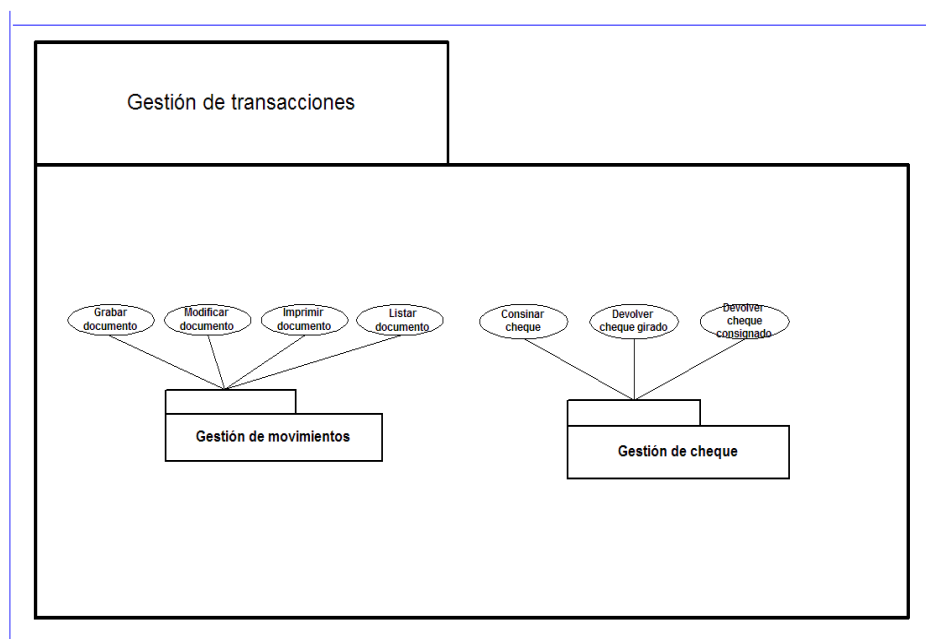 Gestión de transacciones
Grabar
documento
Modificar
documento
Imprimir
documento
Listar
documento
Consinar
cheque
Devolver
cheque girado
Devolver
cheque
consignado
Gestión de movimientos
Gestión de cheque